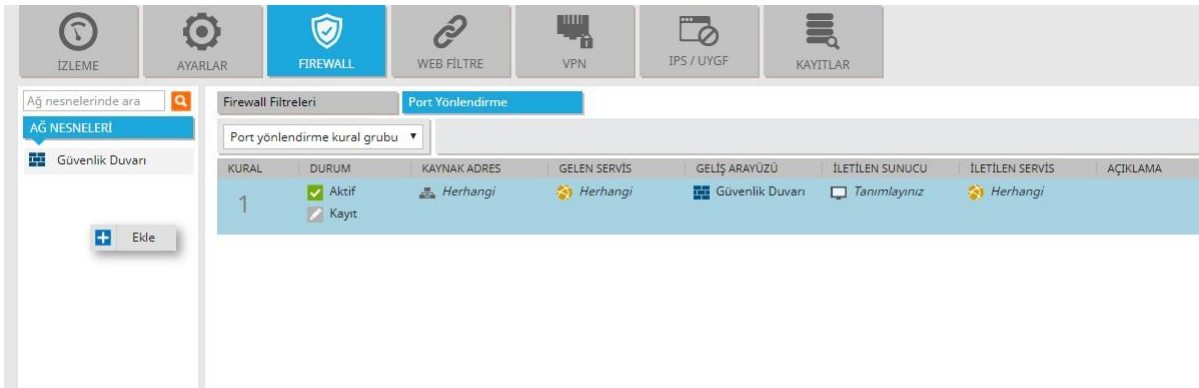 İZLEME
AYARLAR
FIREWALL
WEB FİLTRE
VPN
IPS / UYGF
KAYITLAR
Ağ nesnelerinde ara
Firewall Filtreleri
Port Yönlendirme
AĞ NESNELERİ
Port yönlendirme kural grubu
Güvenlik Duvarı
KURAL
DURUM
KAYNAK ADRES
GELEN SERVİS
GELİŞ ARAYÜZÜ
İLETİLEN SUNUCU
İLETİLEN SERVİS
AÇIKLAMA
1
Aktif
Kayıt
Herhangi
Herhangi
Güvenlik Duvarı
Tanımlayınız
Herhangi
Ekle